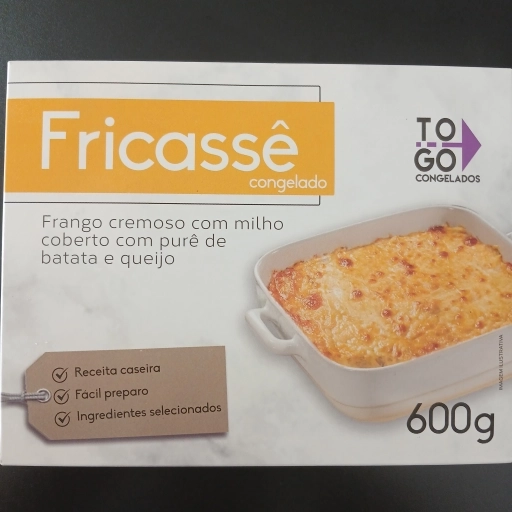 Fricassê
congelado
TO
GO
CONGELADOS
Frango cremoso com milho
coberto com purê de
batata e queijo
Receita caseira
Fácil preparo
Ingredientes selecionados
IMAGEM ILUSTRATIVA
600g